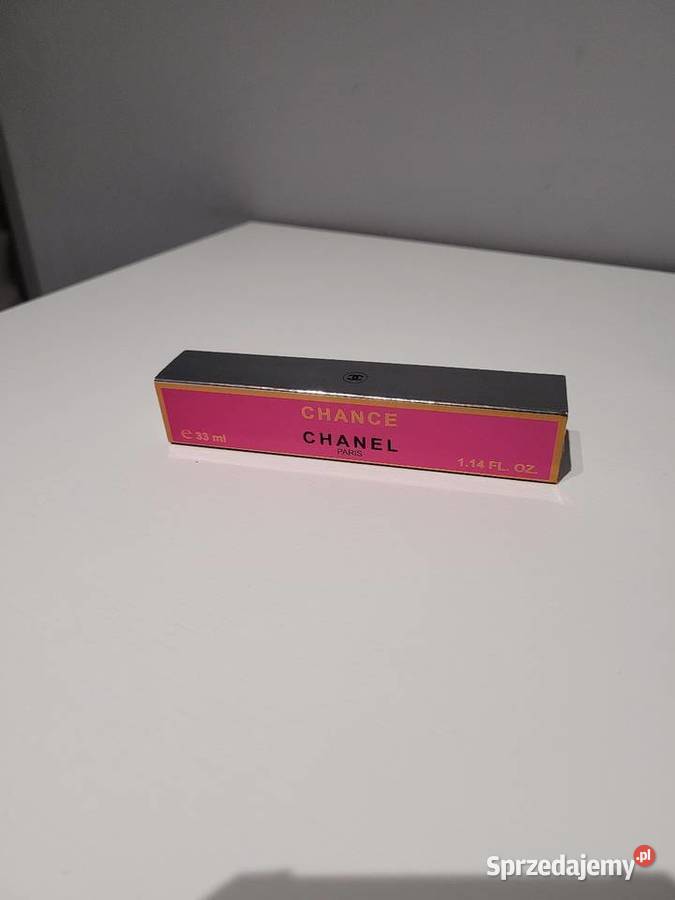 CHANCE
CHANEL
PARIS
℮ 33 ml
1.14 FL. OZ.
Sprzedajemy.pl